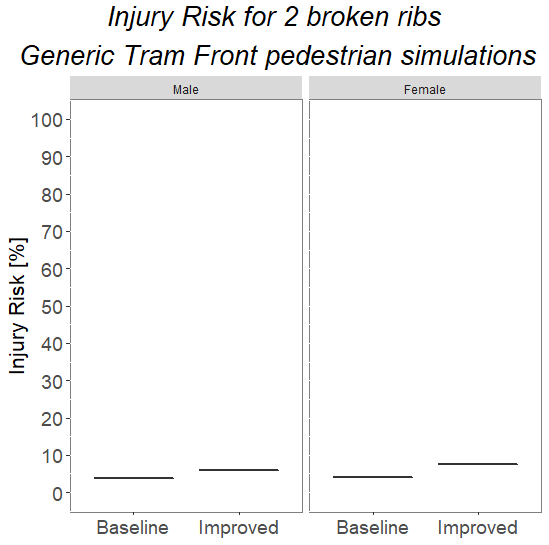 Injury Risk for 2 broken ribs
Generic Tram Front pedestrian simulations
Male
Female
Injury Risk [%]
100
90
80
70
60
50
40
30
20
10
0
Baseline
Improved
Baseline
Improved